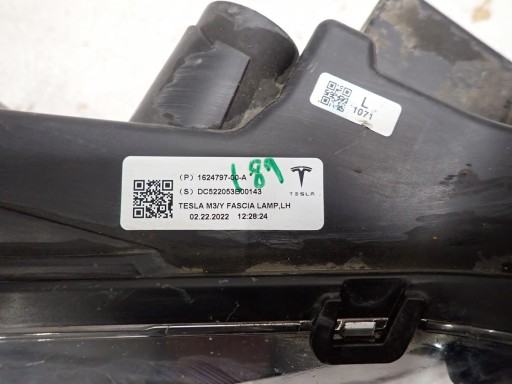 L
1071
(P) 1624797-00-A
(S) DC522053B00143
TESLA M3/Y FASCIA LAMP,LH
02.22.2022 12:28:24
TESLA